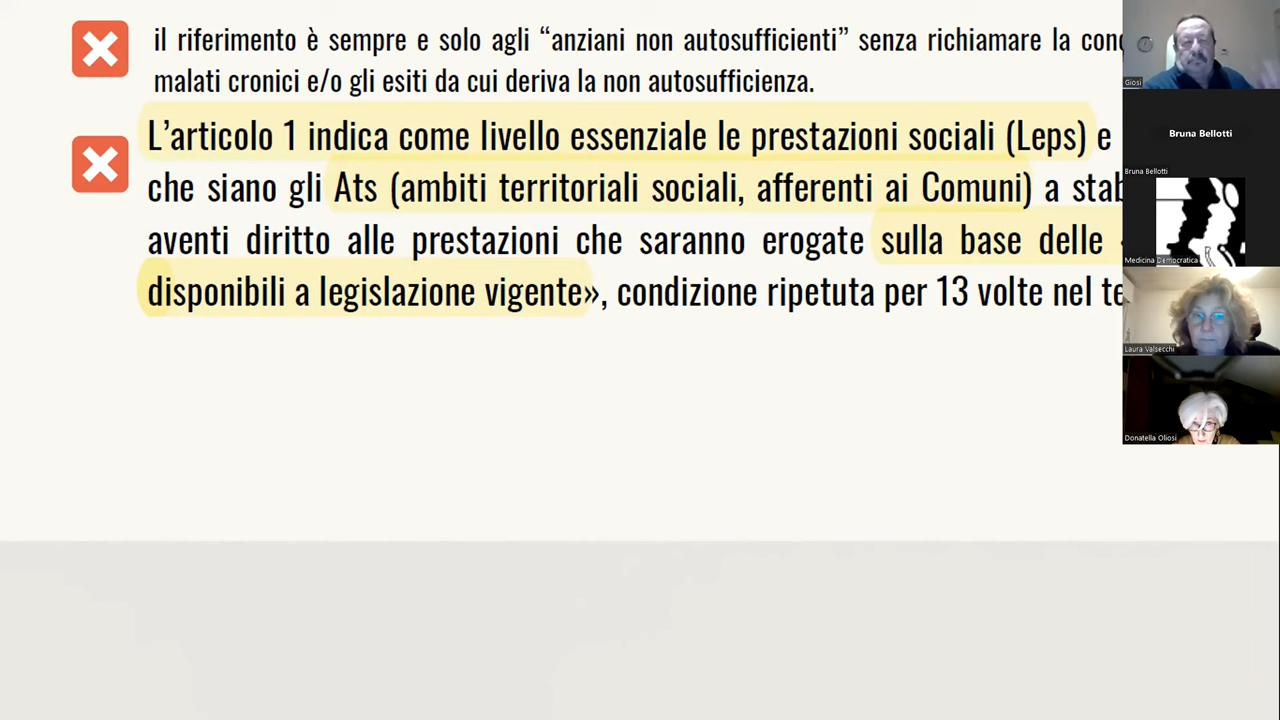 il riferimento è sempre e solo agli “anziani non autosufficienti” senza richiamare la
malati cronici e/o gli esiti da cui deriva la non autosufficienza.
L’articolo 1 indica come livello essenziale le prestazioni sociali (Leps) e
che siano gli Ats (ambiti territoriali sociali, afferenti ai Comuni) a
aventi diritto alle prestazioni che saranno erogate sulla base delle
disponibili a legislazione vigente», condizione ripetuta per 13 volte nel
Giosi
Bruna Bellotti
Bruna Bellotti
Medicina Democratica
Laura Valsecchi
Donatella Oliosi